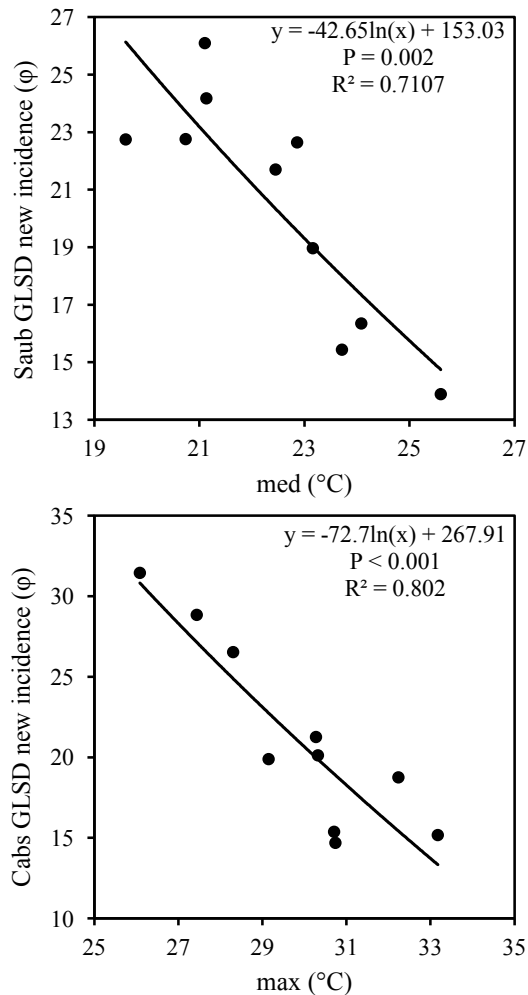 y = -42.65ln(x) + 153.03
P = 0.002
R² = 0.7107
Saub GLSD new incidence (φ)
27
25
23
21
19
17
15
13
19 21 23 25 27
med (°C)
y = -72.7ln(x) + 267.91
P < 0.001
R² = 0.802
Cabs GLSD new incidence (φ)
35
30
25
20
15
10
25 27 29 31 33 35
max (°C)